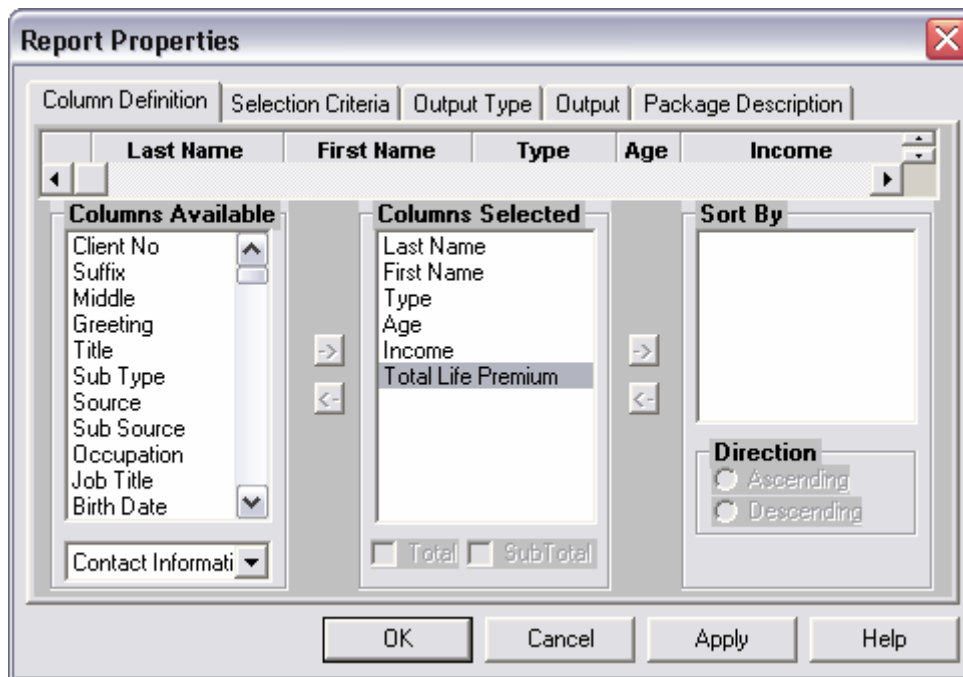 Report Properties
Column Definition
Selection Criteria
Output Type
Output
Package Description
Last Name
First Name
Type
Age
Income
Columns Available
Client No
Suffix
Middle
Greeting
Title
Sub Type
Source
Sub Source
Occupation
Job Title
Birth Date
Contact Informati
Columns Selected
Last Name
First Name
Type
Age
Income
Total Life Premium
Total
SubTotal
->
<-
->
<-
Sort By
Direction
Ascending
Descending
OK
Cancel
Apply
Help